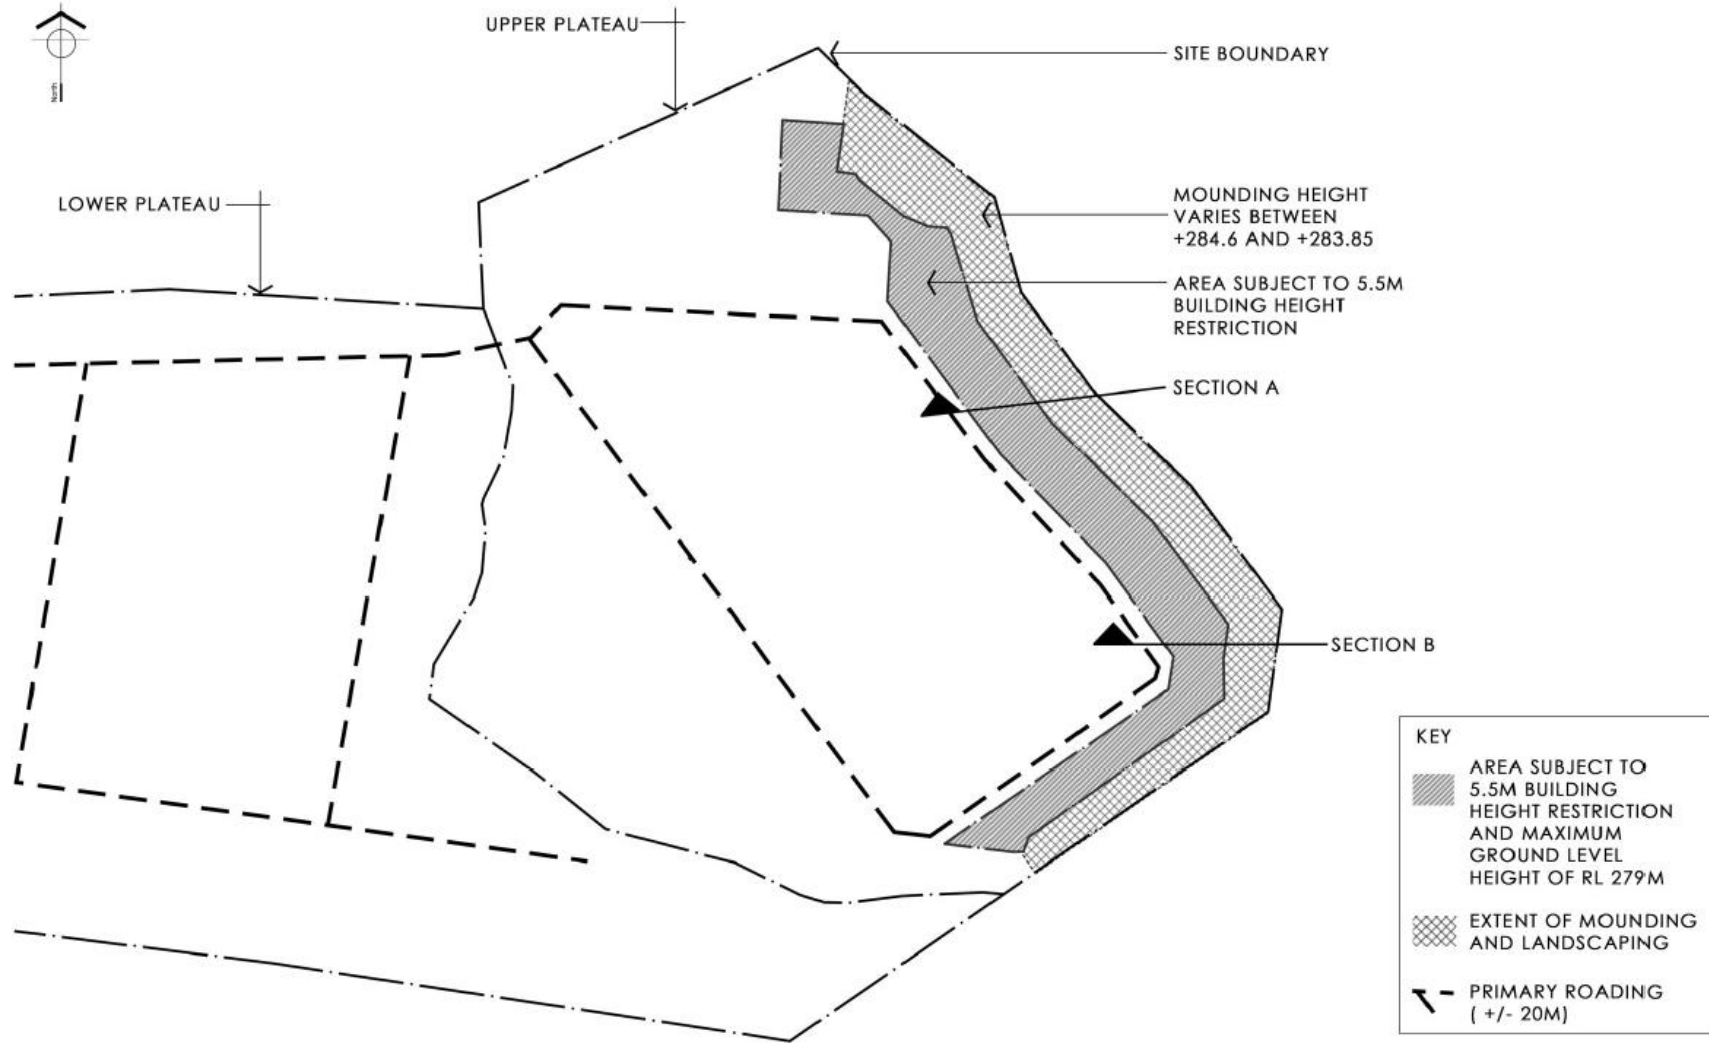 UPPER PLATEAU
SITE BOUNDARY
North
LOWER PLATEAU
MOUNDING HEIGHT
VARIES BETWEEN
+284.6 AND +283.85
AREA SUBJECT TO 5.5M
BUILDING HEIGHT
RESTRICTION
SECTION A
SECTION B
KEY
AREA SUBJECT TO
5.5M BUILDING
HEIGHT RESTRICTION
AND MAXIMUM
GROUND LEVEL
HEIGHT OF RL 279M
EXTENT OF MOUNDING
AND LANDSCAPING
PRIMARY ROADING
( +/- 20M)